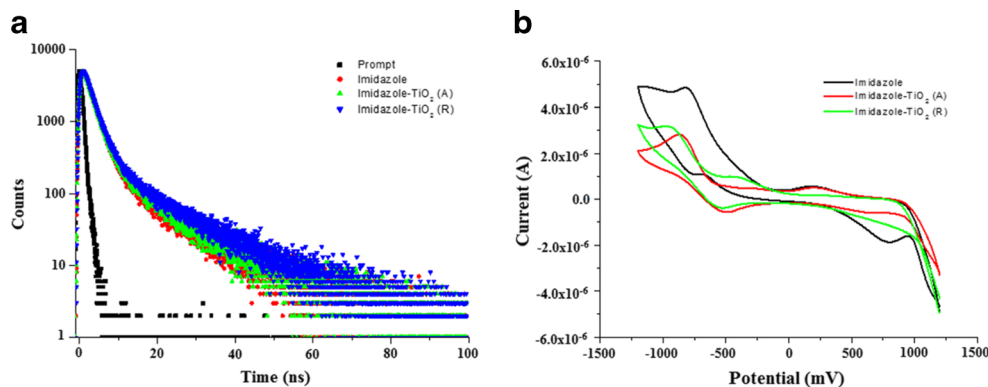 a
10000
1000
100
10
1
Counts
0
20
40
60
80
100
Time (ns)
Prompt
Imidazole
Imidazole-TiO₂ (A)
Imidazole-TiO₂ (R)
b
6.0x10⁻⁶
4.0x10⁻⁶
2.0x10⁻⁶
0.0
-2.0x10⁻⁶
-4.0x10⁻⁶
-6.0x10⁻⁶
Current (A)
-1500
-1000
-500
0
500
1000
1500
Potential (mV)
Imidazole
Imidazole-TiO₂ (A)
Imidazole-TiO₂ (R)